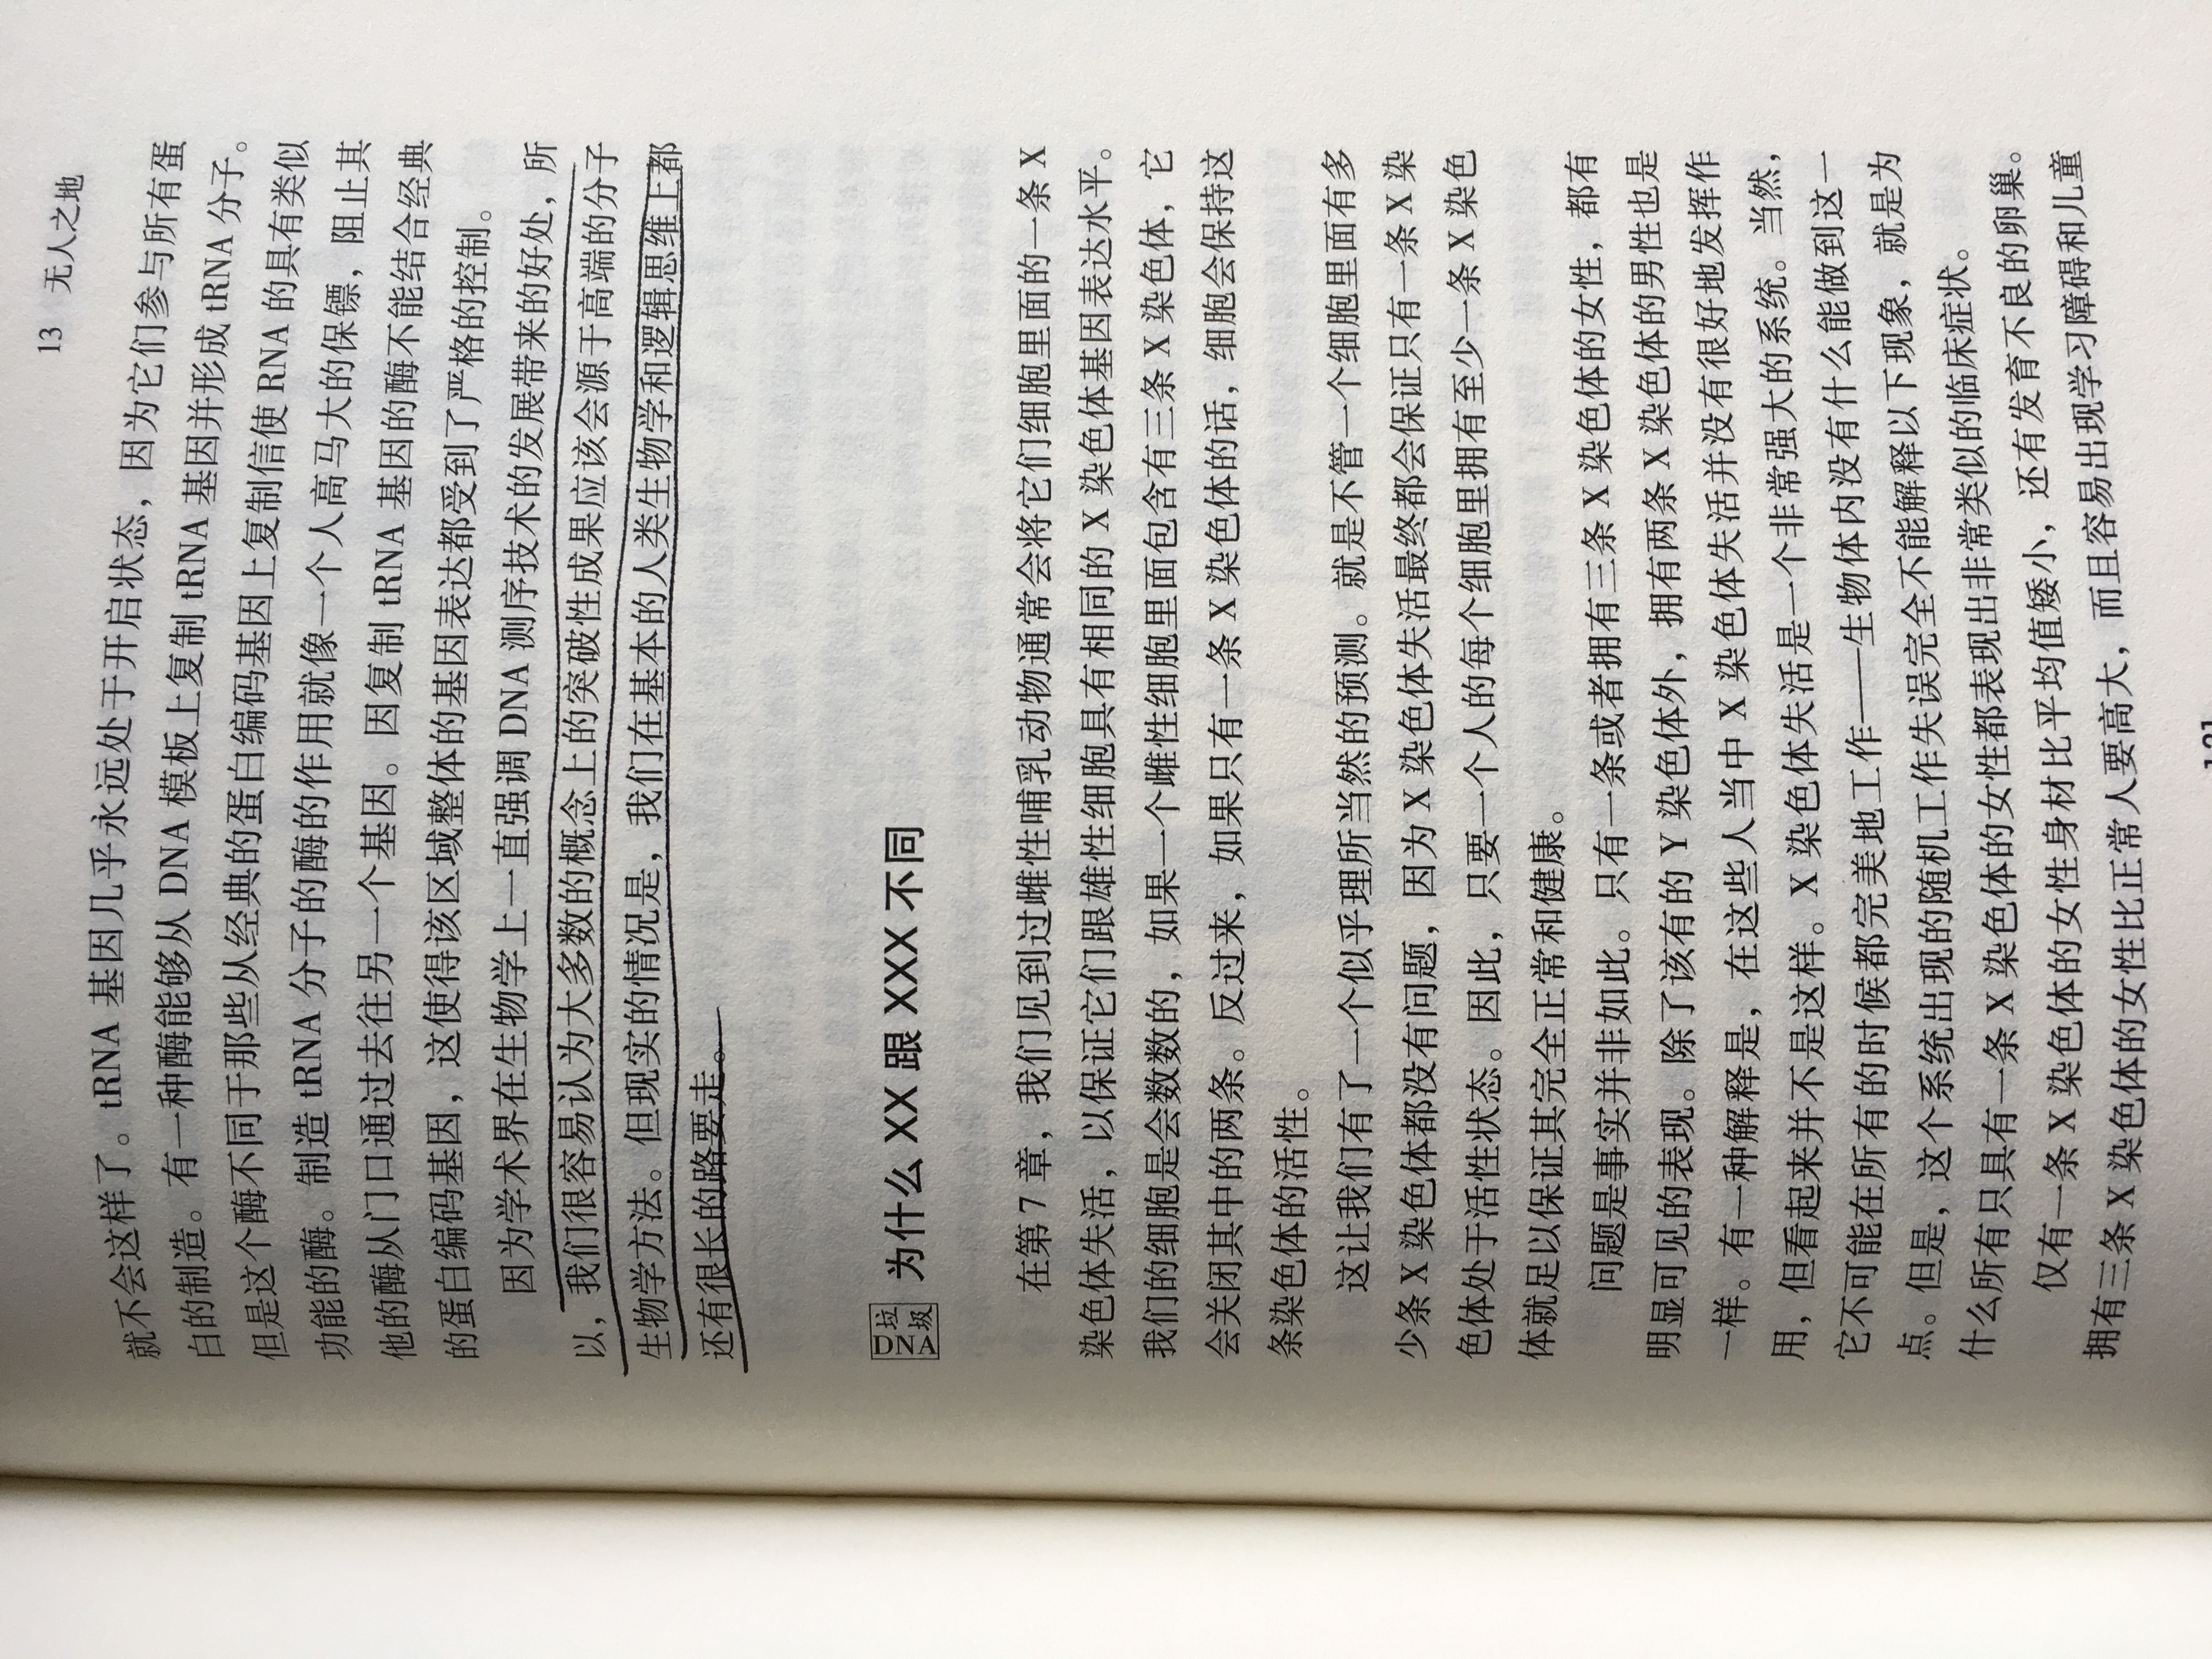 13 无人之地
就不会这样了。tRNA 基因几乎永远处于开启状态，因为它们参与所有蛋
白的制造。有一种酶能够从 DNA 模板上复制 tRNA 基因并形成 tRNA 分子。
但是这个酶不同于那些从经典的蛋白编码基因上复制信使 RNA 的具有类似
功能的酶。制造 tRNA 分子的酶的作用就像一个人高马大的保镖，阻止其
他的酶从门口通过去往另一个基因。因复制 tRNA 基因的酶不能结合经典
的蛋白编码基因，这使得该区域整体的基因表达都受到了严格的控制。
因为学术界在生物学上一直强调 DNA 测序技术的发展带来的好处，所
以，我们很容易认为大多数的概念上的突破性成果应该会源于高端的分子
生物学方法。但现实的情况是，我们在基本的人类生物学和逻辑思维上都
还有很长的路要走。
垃圾 DNA
为什么 XX 跟 XXX 不同
在第 7 章，我们见到过雌性哺乳动物通常会将它们细胞里面的一条 X
染色体失活，以保证它们跟雄性细胞具有相同的 X 染色体基因表达水平。
我们的细胞是会数数的，如果一个雌性细胞里面包含有三条 X 染色体，它
会关闭其中的两条。反过来，如果只有一条 X 染色体的话，细胞会保持这
条染色体的活性。
这让我们有了一个似乎理所当然的预测。就是不管一个细胞里面有多
少条 X 染色体都没有问题，因为 X 染色体失活最终都会保证只有一条 X 染
色体处于活性状态。因此，只要一个人的每个细胞里拥有至少一条 X 染色
体就足以保证其完全正常和健康。
问题是事实并非如此。只有一条或者拥有三条 X 染色体的女性，都有
明显可见的表现。除了该有的 Y 染色体外，拥有两条 X 染色体的男性也是
一样。有一种解释是，在这些人当中 X 染色体失活并没有很好地发挥作
用，但看起来并不是这样。X 染色体失活是一个非常强大的系统。当然，
它不可能在所有的时候都完美地工作——生物体内没有什么能做到这一
点。但是，这个系统出现的随机工作失误完全不能解释以下现象，就是为
什么所有只具有一条 X 染色体的女性都表现出非常类似的临床症状。
仅有一条 X 染色体的女性身材比平均值矮小，还有发育不良的卵巢。
拥有三条 X 染色体的女性比正常人要高大，而且容易出现学习障碍和儿童